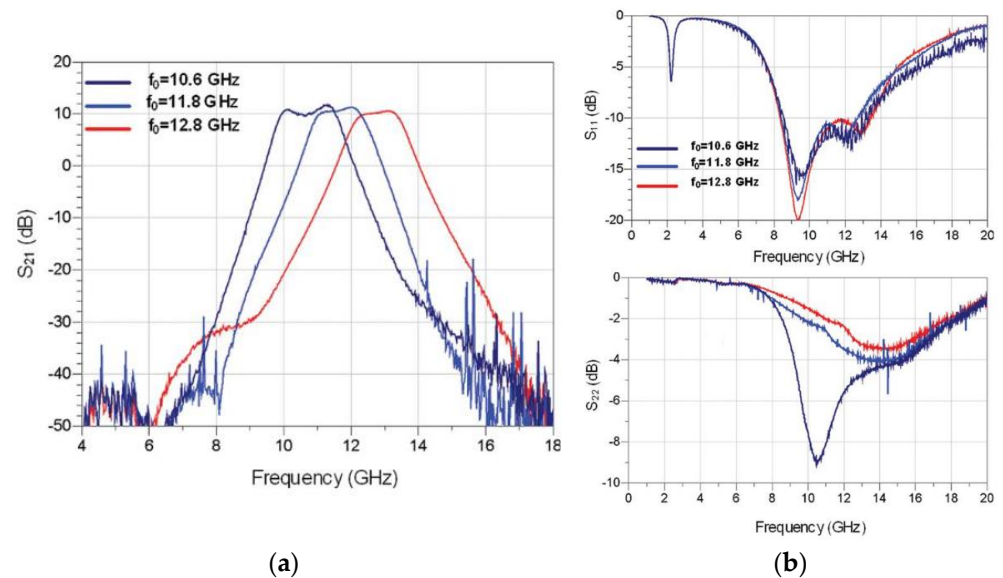 20
10
0
-10
-20
-30
-40
-50
S21 (dB)
f0=10.6 GHz
f0=11.8 GHz
f0=12.8 GHz
4 6 8 10 12 14 16 18
Frequency (GHz)
(a)
0
-5
-10
-15
-20
S11 (dB)
f0=10.6 GHz
f0=11.8 GHz
f0=12.8 GHz
0 2 4 6 8 10 12 14 16 18 20
Frequency (GHz)
0
-2
-4
-6
-8
-10
S22 (dB)
0 2 4 6 8 10 12 14 16 18 20
Frequency (GHz)
(b)